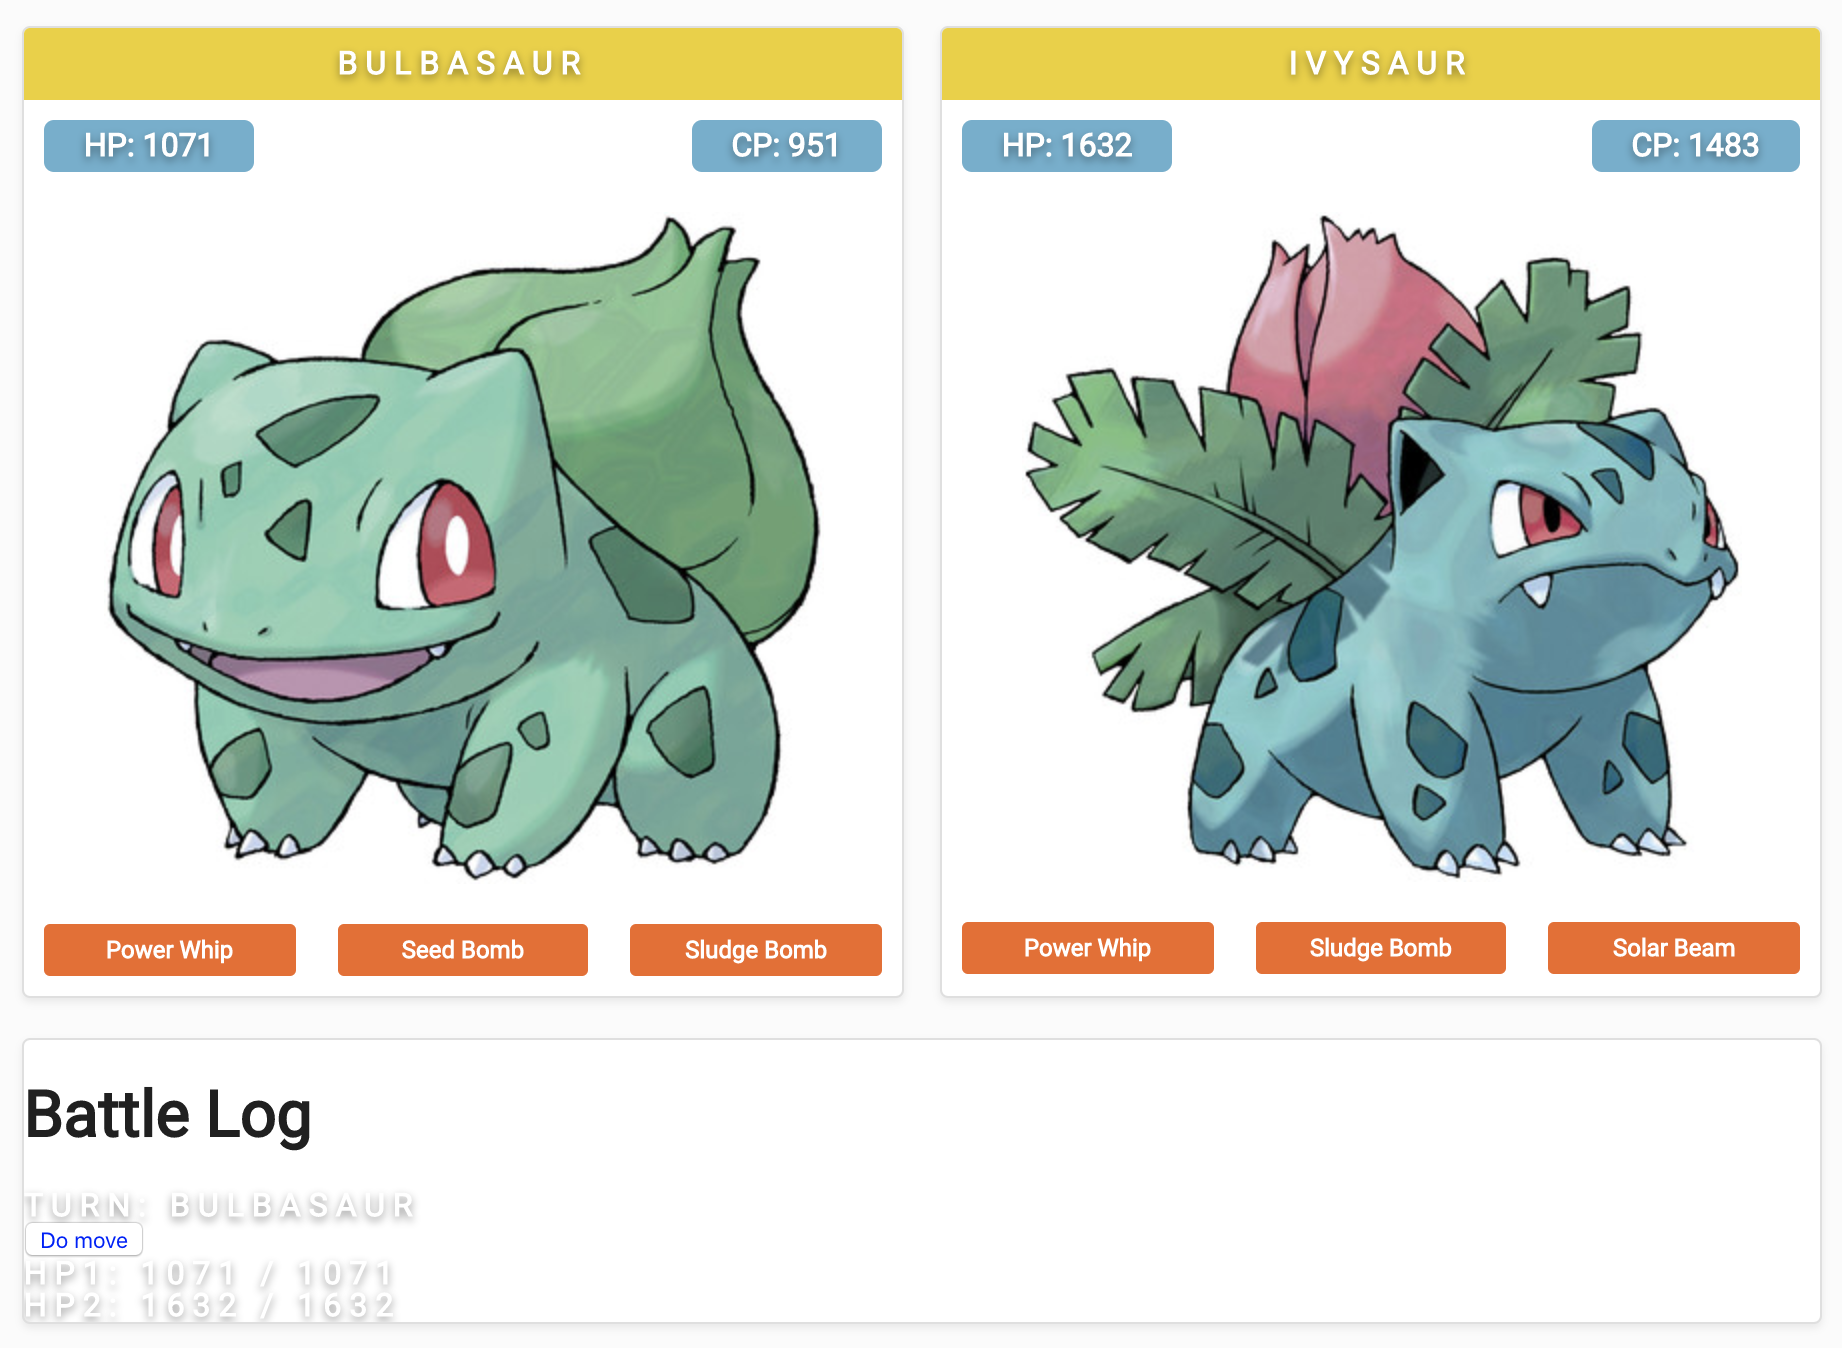 BULBASAUR
HP: 1071 CP: 951
Power Whip Seed Bomb Sludge Bomb
IVYSAUR
HP: 1632 CP: 1483
Power Whip Sludge Bomb Solar Beam
Battle Log
TURN: BULBASAUR
Do move
HP1: 1071 / 1071
HP2: 1632 / 1632